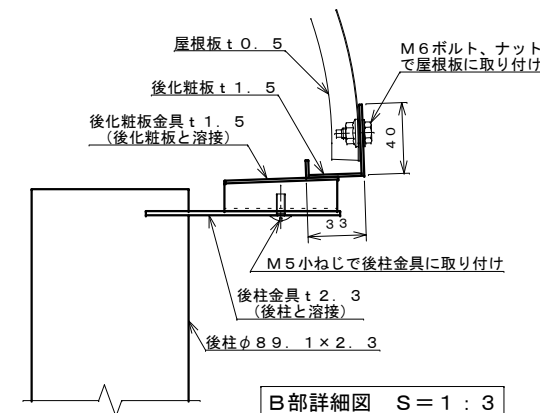 屋根板ｔ０．５
Ｍ６ボルト、ナット
で屋根板に取り付け
後化粧板ｔ１．５
後化粧板金具ｔ１．５
（後化粧板と溶接）
４０
３３
Ｍ５小ねじで後柱金具に取り付け
後柱金具ｔ２．３
（後柱と溶接）
後柱φ８９．１×２．３
Ｂ部詳細図　Ｓ＝１：３